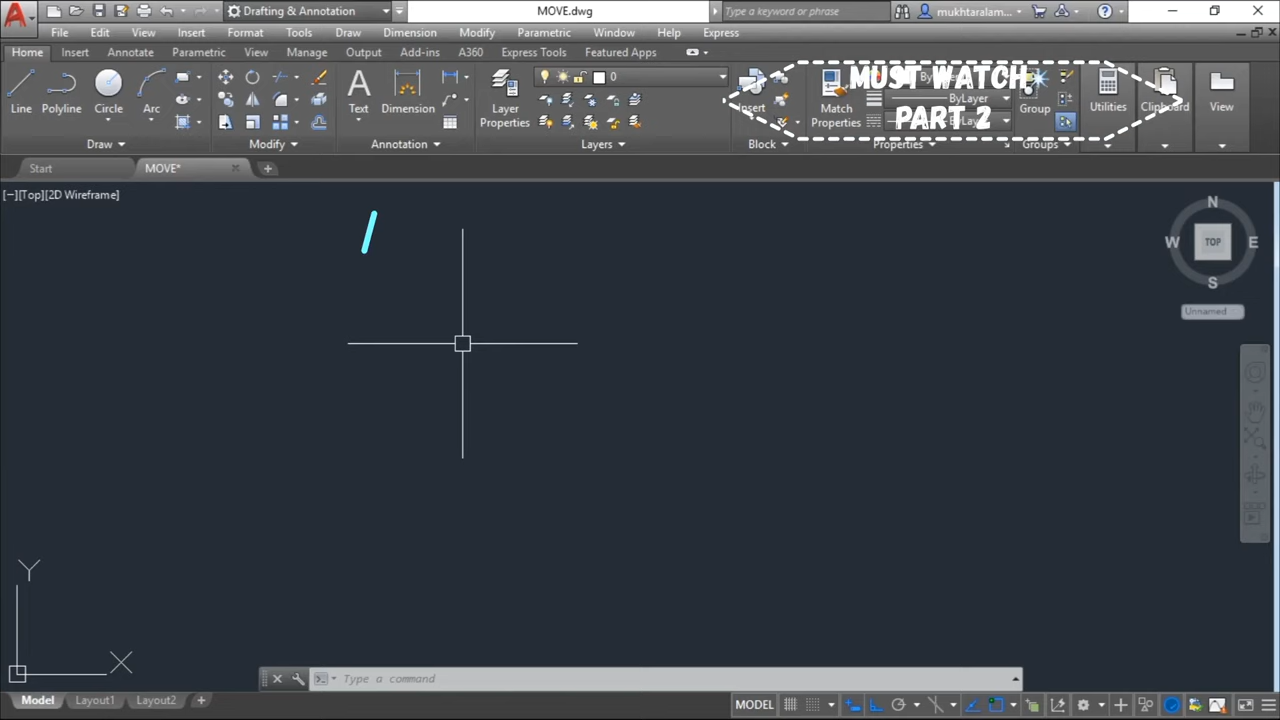 Drafting & Annotation
MOVE.dwg
Type a keyword or phrase
mukhtaralam...
File Edit View Insert Format Tools Draw Dimension Modify Parametric Window Help Express
Home Insert Annotate Parametric View Manage Output Add-ins A360 Express Tools Featured Apps
0
MUST WATCH
PART 2
Line Polyline Circle Arc Text Dimension Layer Properties Insert Match Properties Group Utilities Clipboard View
ByLayer
Draw Modify Annotation Layers Block Properties Groups
Start MOVE*
[−][Top][2D Wireframe]
N
W TOP E
S
Unnamed
Y
X
Type a command
Model Layout1 Layout2 +
MODEL